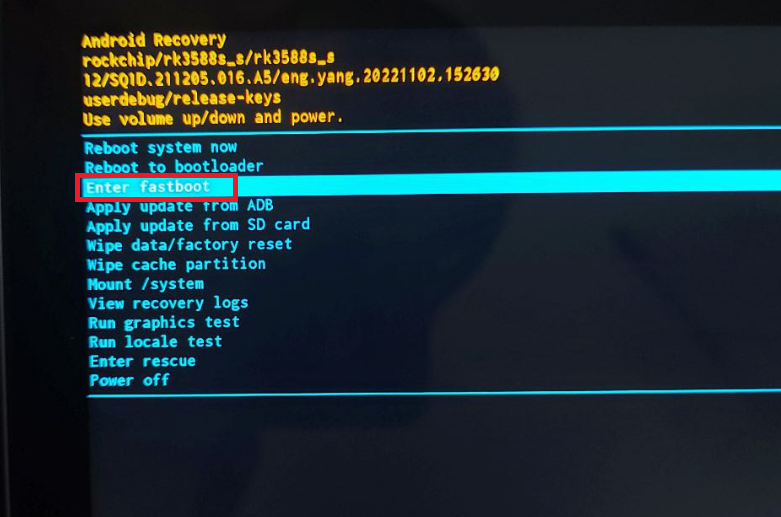 Android Recovery
rockchip/rk3588s_s/rk3588s_s
12/SQ1D.211205.016.A5/eng.yang.20221102.152630
userdebug/release-keys
Use volume up/down and power.
Reboot system now
Reboot to bootloader
Enter fastboot
Apply update from ADB
Apply update from SD card
Wipe data/factory reset
Wipe cache partition
Mount /system
View recovery logs
Run graphics test
Run locale test
Enter rescue
Power off